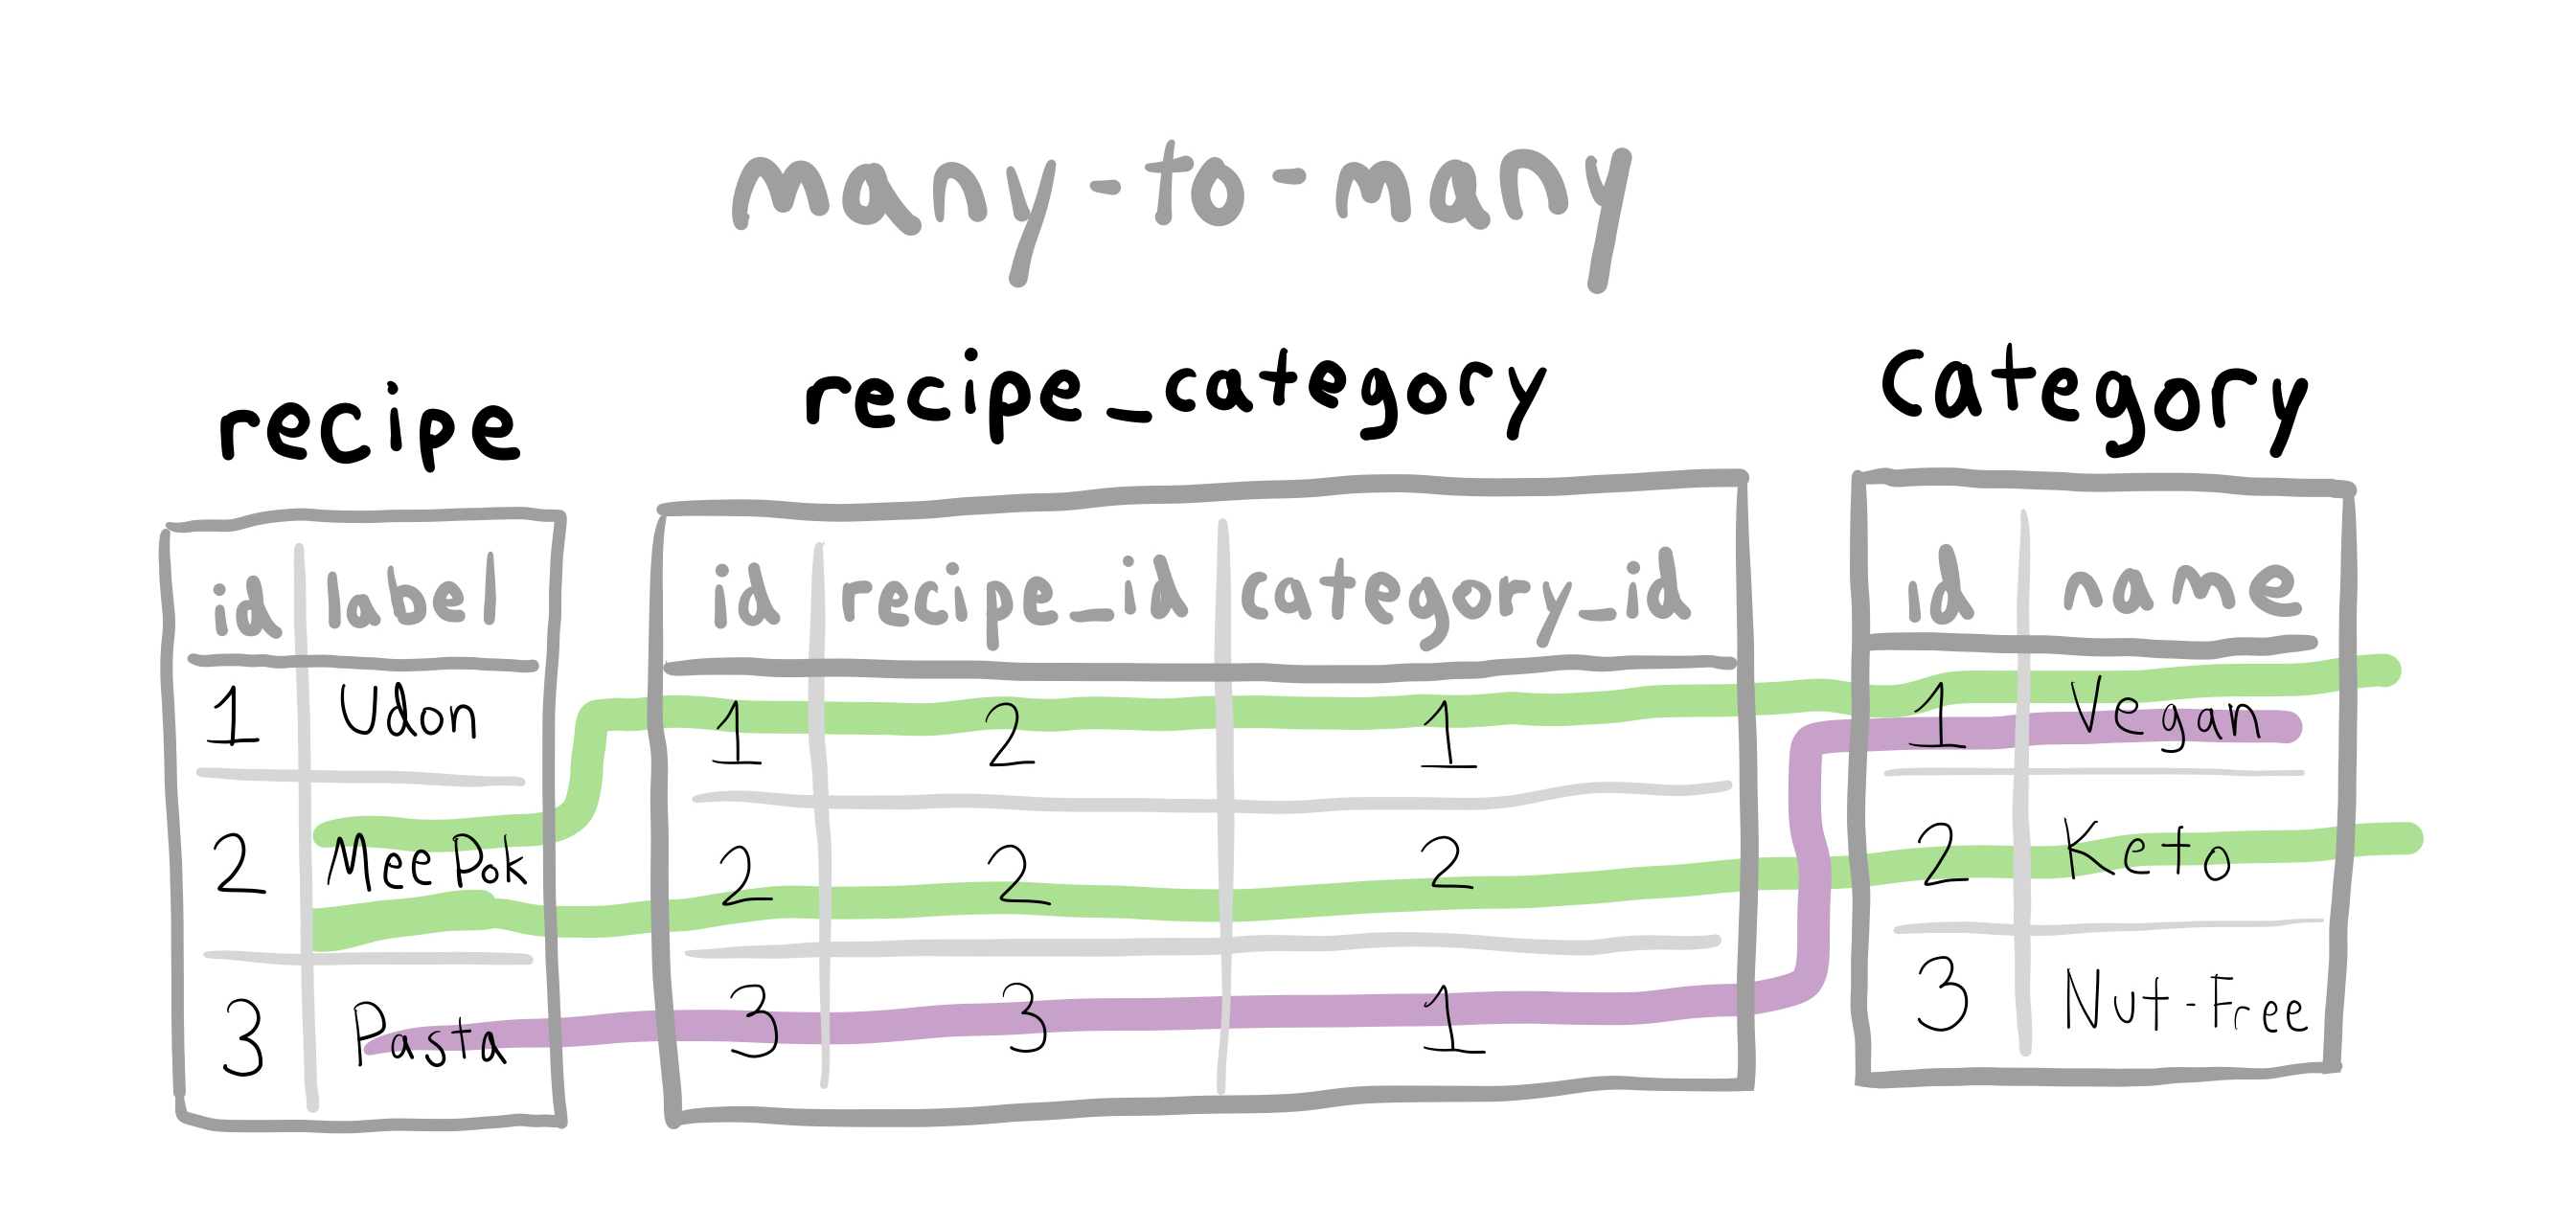 many-to-many
recipe
id label
1 Udon
2 Mee Pok
3 Pasta
recipe_category
id recipe_id category_id
1 2 1
2 2 2
3 3 1
Category
id name
1 Vegan
2 Keto
3 Nut-Free